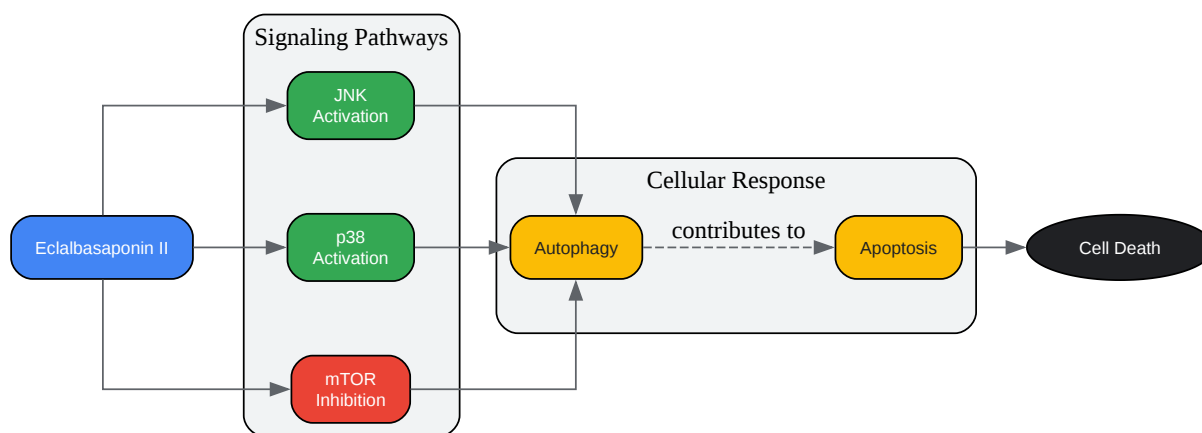 Signaling Pathways
JNK
Activation
Cellular Response
Eclalbasaponin II
p38
Activation
Autophagy
contributes to
Apoptosis
Cell Death
mTOR
Inhibition